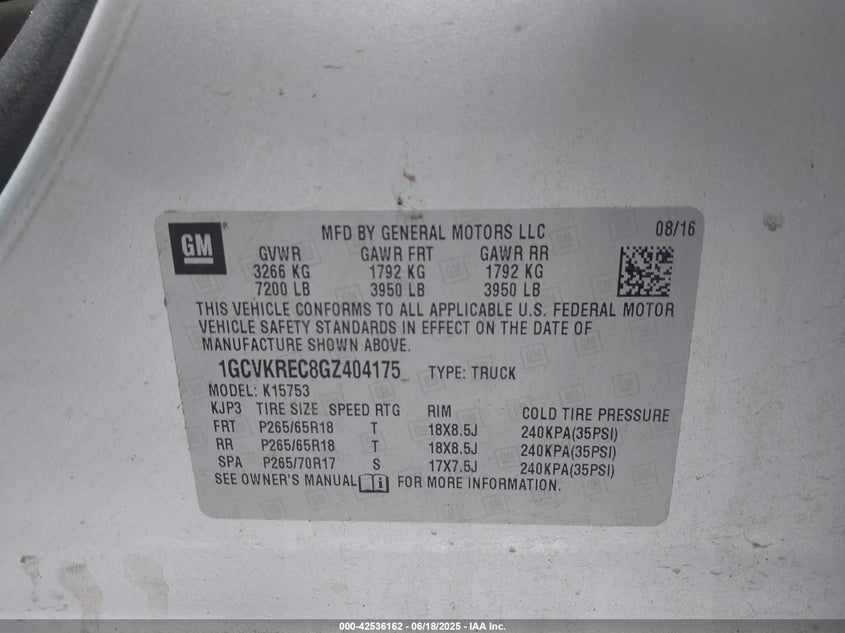 GM
MFD BY GENERAL MOTORS LLC 08/16
GVWR GAWR FRT GAWR RR
3266 KG 1792 KG 1792 KG
7200 LB 3950 LB 3950 LB
THIS VEHICLE CONFORMS TO ALL APPLICABLE U.S. FEDERAL MOTOR
VEHICLE SAFETY STANDARDS IN EFFECT ON THE DATE OF
MANUFACTURE SHOWN ABOVE.
1GCVKREC8GZ404175 TYPE: TRUCK
MODEL: K15753
KJP3 TIRE SIZE SPEED RTG RIM COLD TIRE PRESSURE
FRT P265/65R18 T 18X8.5J 240KPA(35PSI)
RR P265/65R18 T 18X8.5J 240KPA(35PSI)
SPA P265/70R17 S 17X7.5J 240KPA(35PSI)
SEE OWNER'S MANUAL FOR MORE INFORMATION.
000-42536162 - 06/18/2025 - IAA Inc.